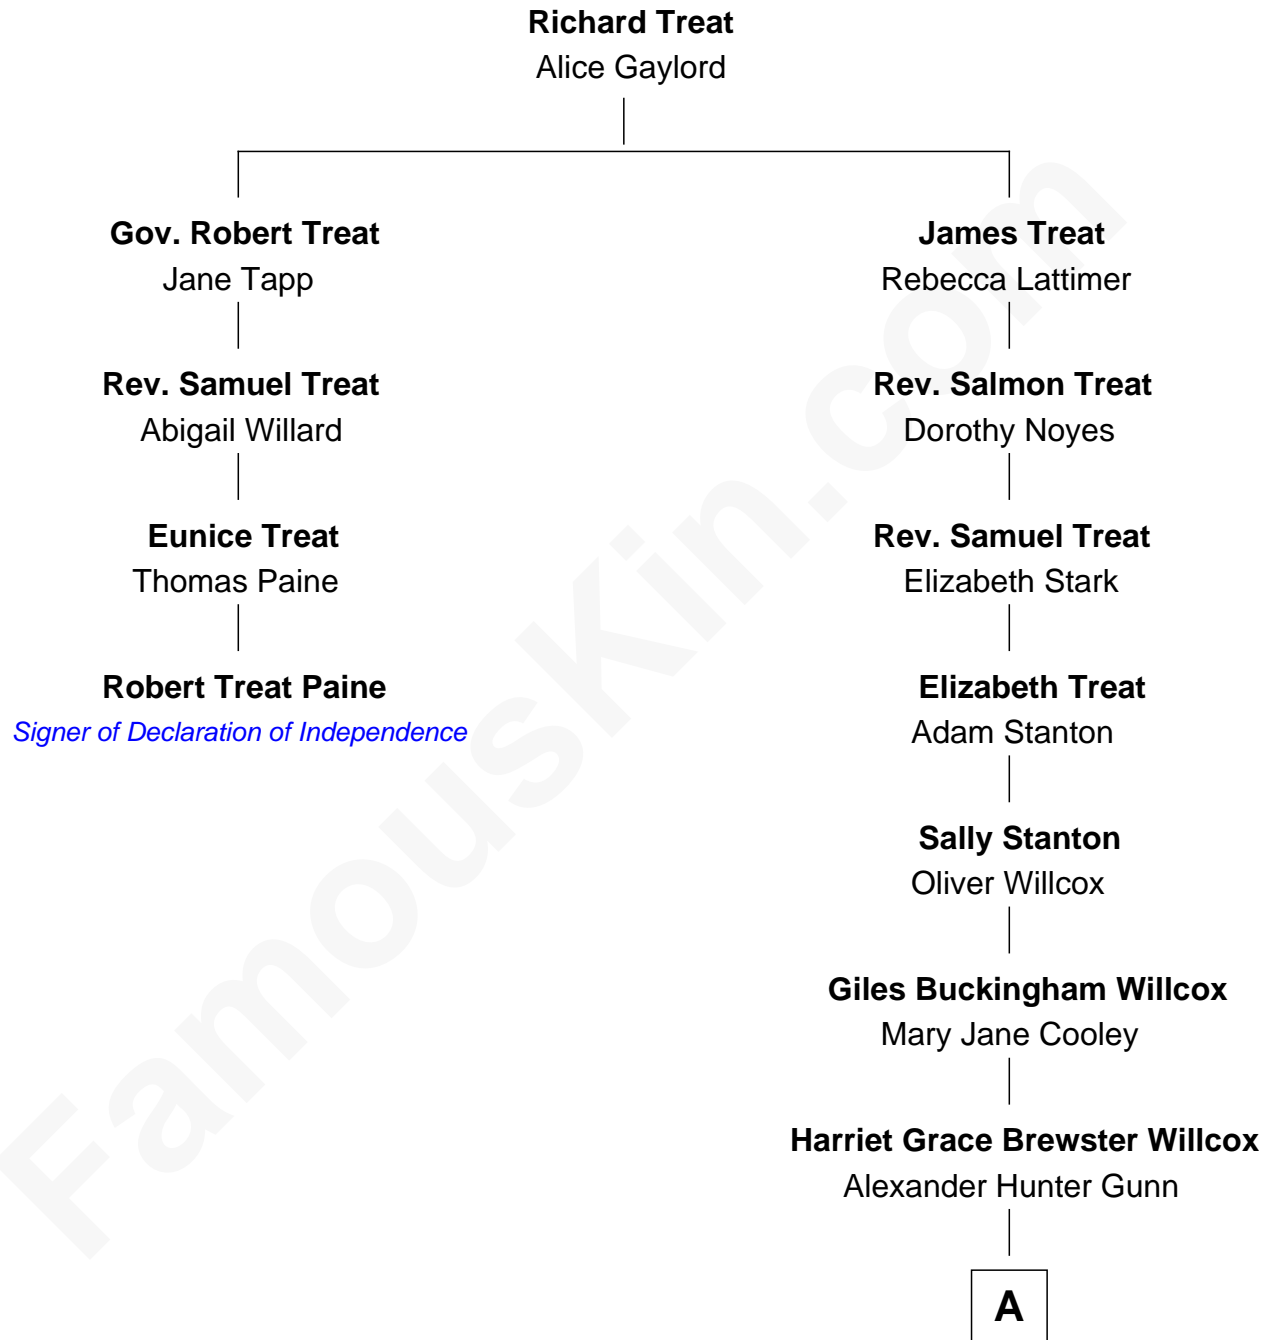 Richard Treat
Alice Gaylord
Gov. Robert Treat
Jane Tapp
James Treat
Rebecca Lattimer
Rev. Samuel Treat
Abigail Willard
Rev. Salmon Treat
Dorothy Noyes
Eunice Treat
Thomas Paine
Rev. Samuel Treat
Elizabeth Stark
Robert Treat Paine
Signer of Declaration of Independence
Elizabeth Treat
Adam Stanton
Sally Stanton
Oliver Willcox
Giles Buckingham Willcox
Mary Jane Cooley
Harriet Grace Brewster Willcox
Alexander Hunter Gunn
A
FamousKin.com